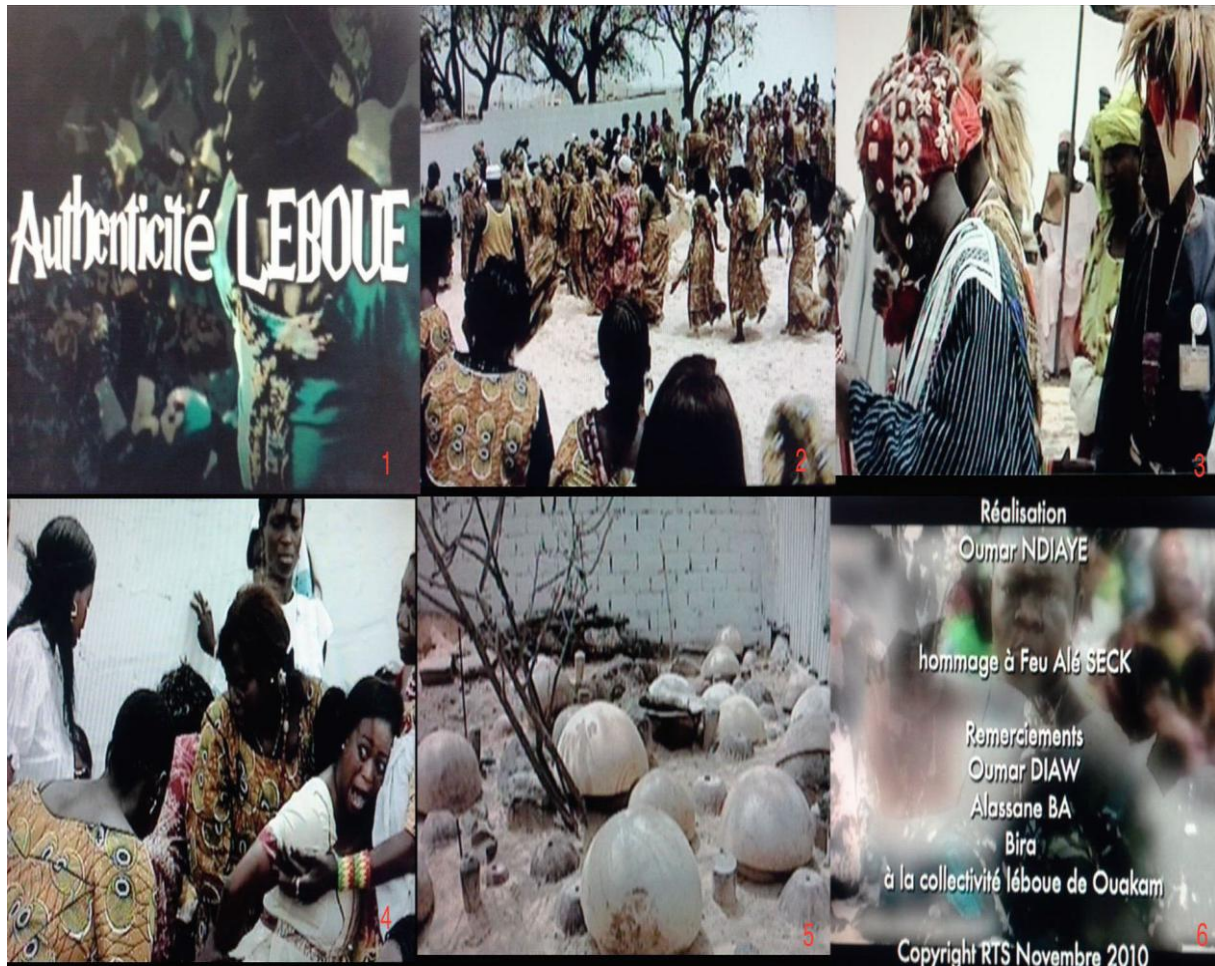 Authenticité LEBOUE
1
2
3
4
5
Réalisation
Oumar NDIAYE
hommage à Feu Alé SECK
Remerciements
Oumar DIAW
Alassane BA
Bira
à la collectivité léboue de Ouakam
Copyright RTS Novembre 2010
6